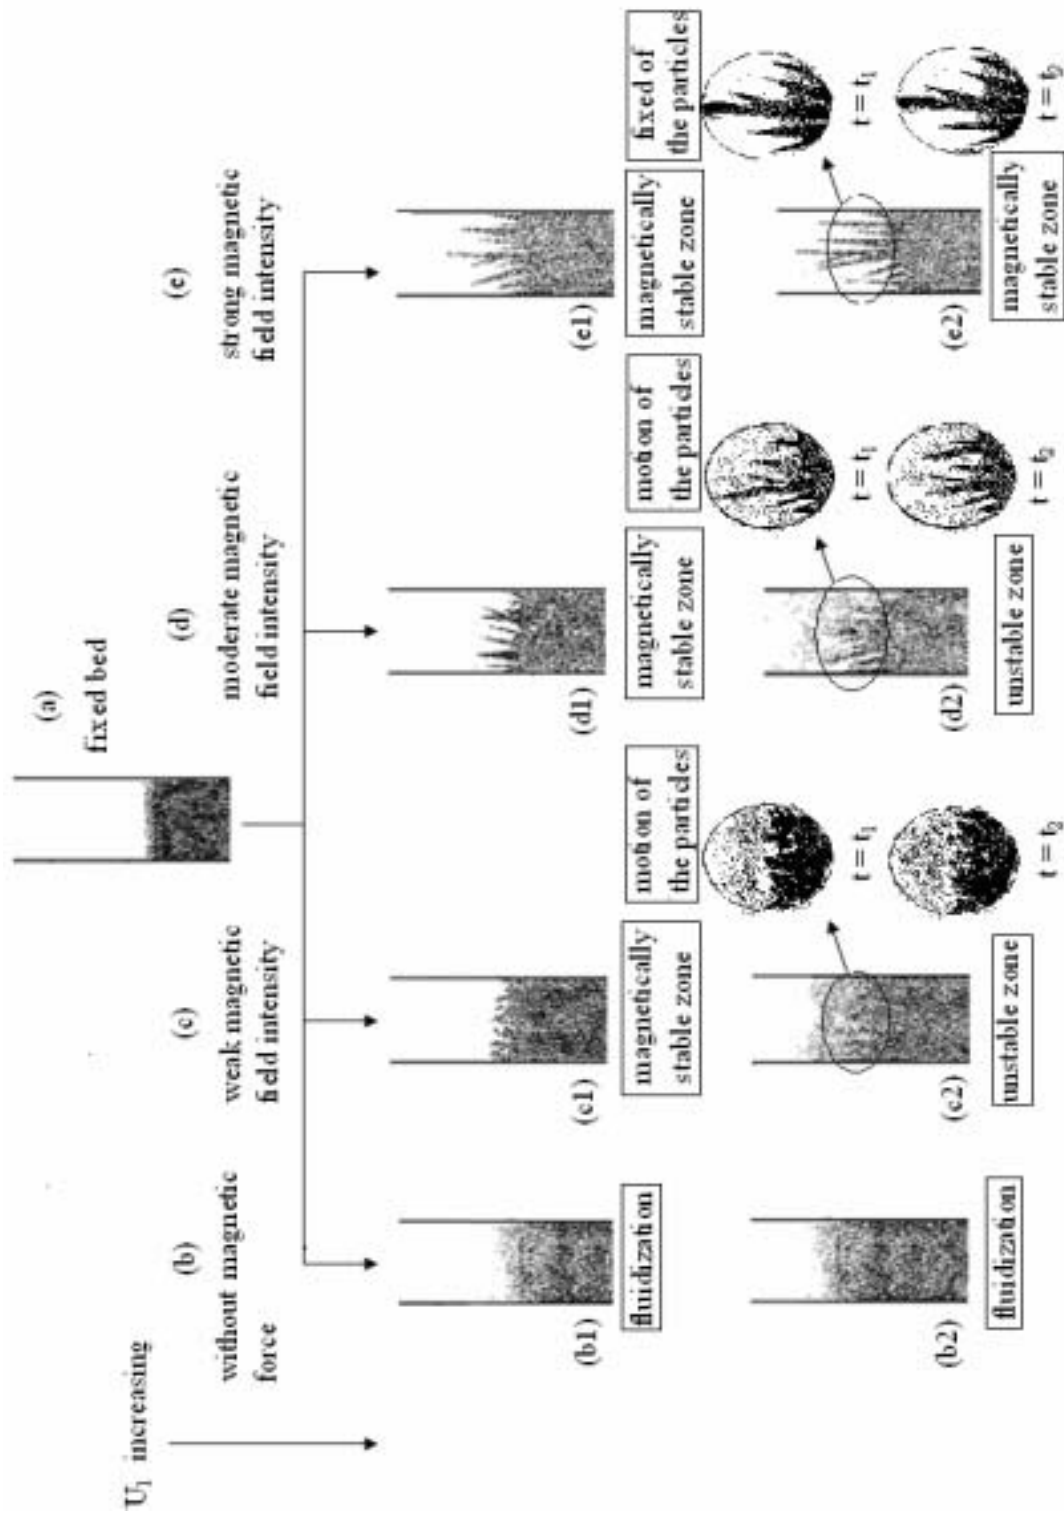 (a)
fixed bed
U₁ increasing
(b)
without magnetic
force
(c)
weak magnetic
field intensity
(d)
moderate magnetic
field intensity
(e)
strong magnetic
field intensity
(b1)
fluidization
(c1)
magnetically
stable zone
(d1)
magnetically
stable zone
(e1)
magnetically
stable zone
motion of
the particles
motion of
the particles
fixed of
the particles
t = t₁
t = t₁
t = t₁
(b2)
fluidization
(c2)
unstable zone
(d2)
unstable zone
(e2)
magnetically
stable zone
t = t₂
t = t₂
t = t₂